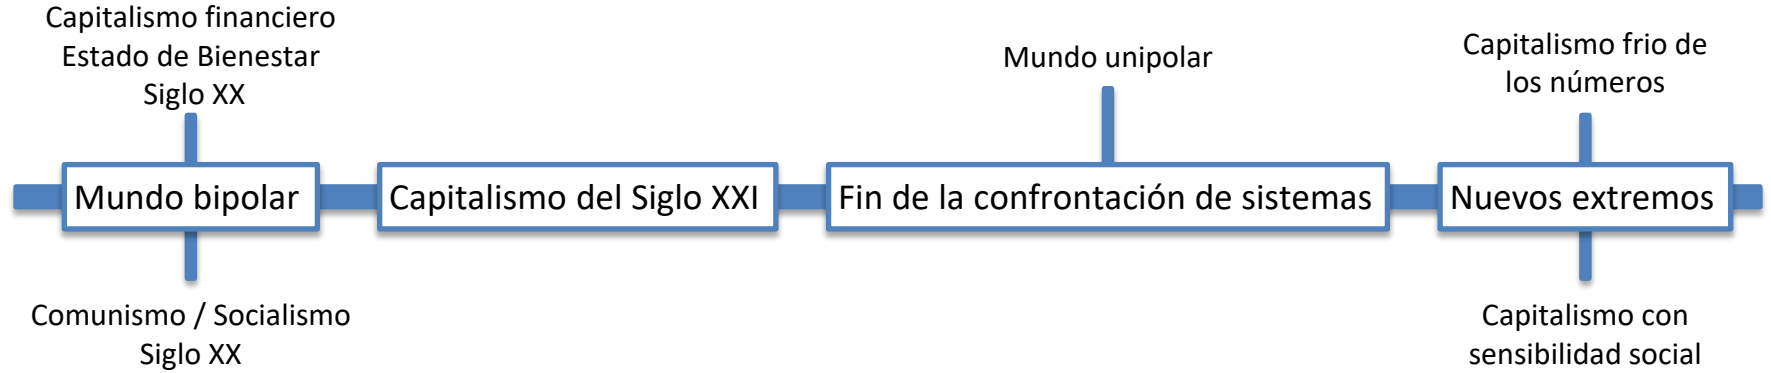 Capitalismo financiero
Estado de Bienestar
Siglo XX
Mundo unipolar
Capitalismo frio de
los números
Mundo bipolar
Capitalismo del Siglo XXI
Fin de la confrontación de sistemas
Nuevos extremos
Comunismo / Socialismo
Siglo XX
Capitalismo con
sensibilidad social